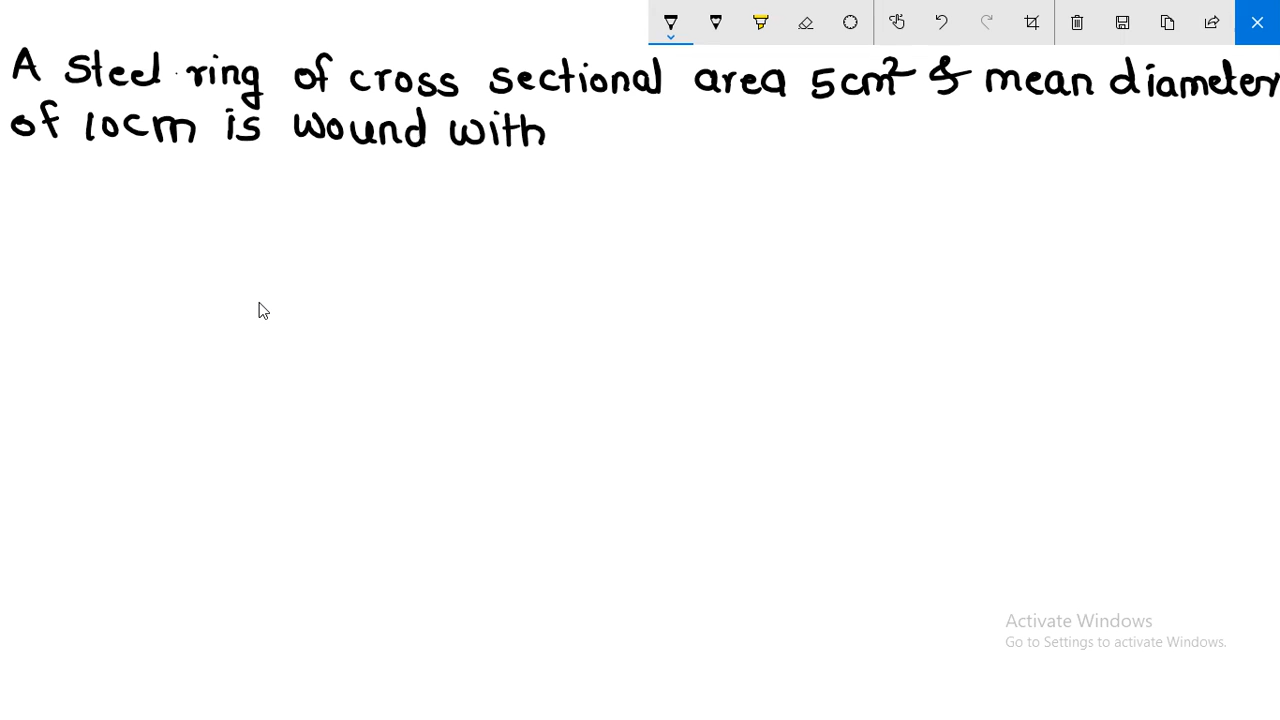 A Steel ring of cross sectional area 5cm² & mean diameter
of 10cm is wound with
Activate Windows
Go to Settings to activate Windows.